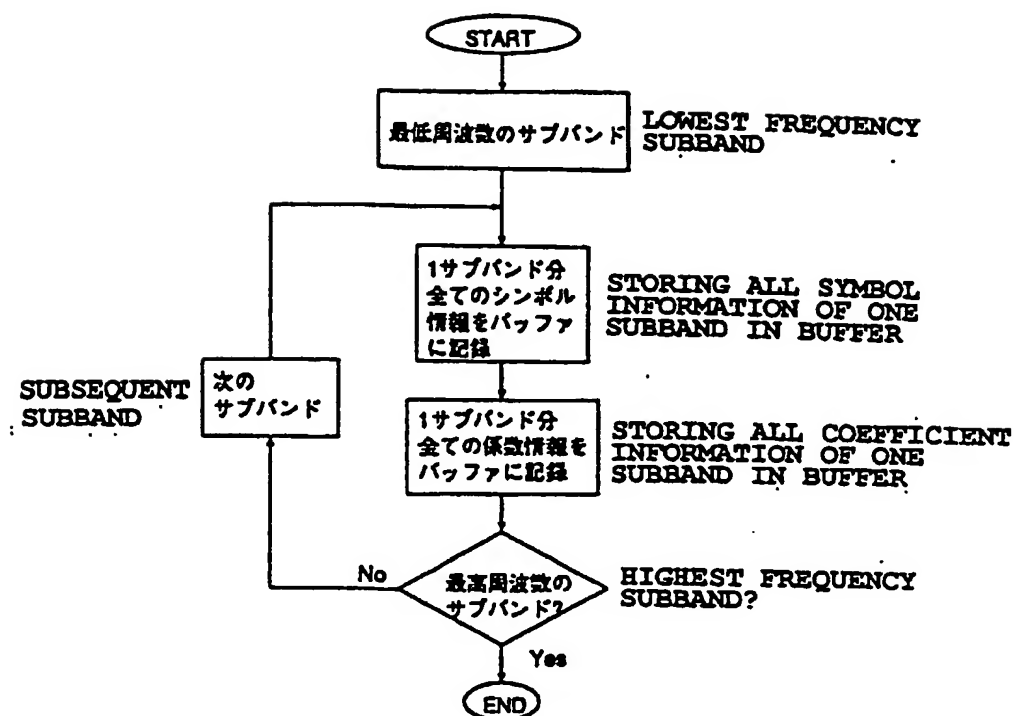 START
最低周波数のサブバンド
LOWEST FREQUENCY
SUBBAND
1サブバンド分
全てのシンボル
情報をバッファ
に記録
STORING ALL SYMBOL
INFORMATION OF ONE
SUBBAND IN BUFFER
SUBSEQUENT
SUBBAND
次の
サブバンド
1サブバンド分
全ての係数情報を
バッファに記録
STORING ALL COEFFICIENT
INFORMATION OF ONE
SUBBAND IN BUFFER
No
最高周波数の
サブバンド?
HIGHEST FREQUENCY
SUBBAND?
Yes
END